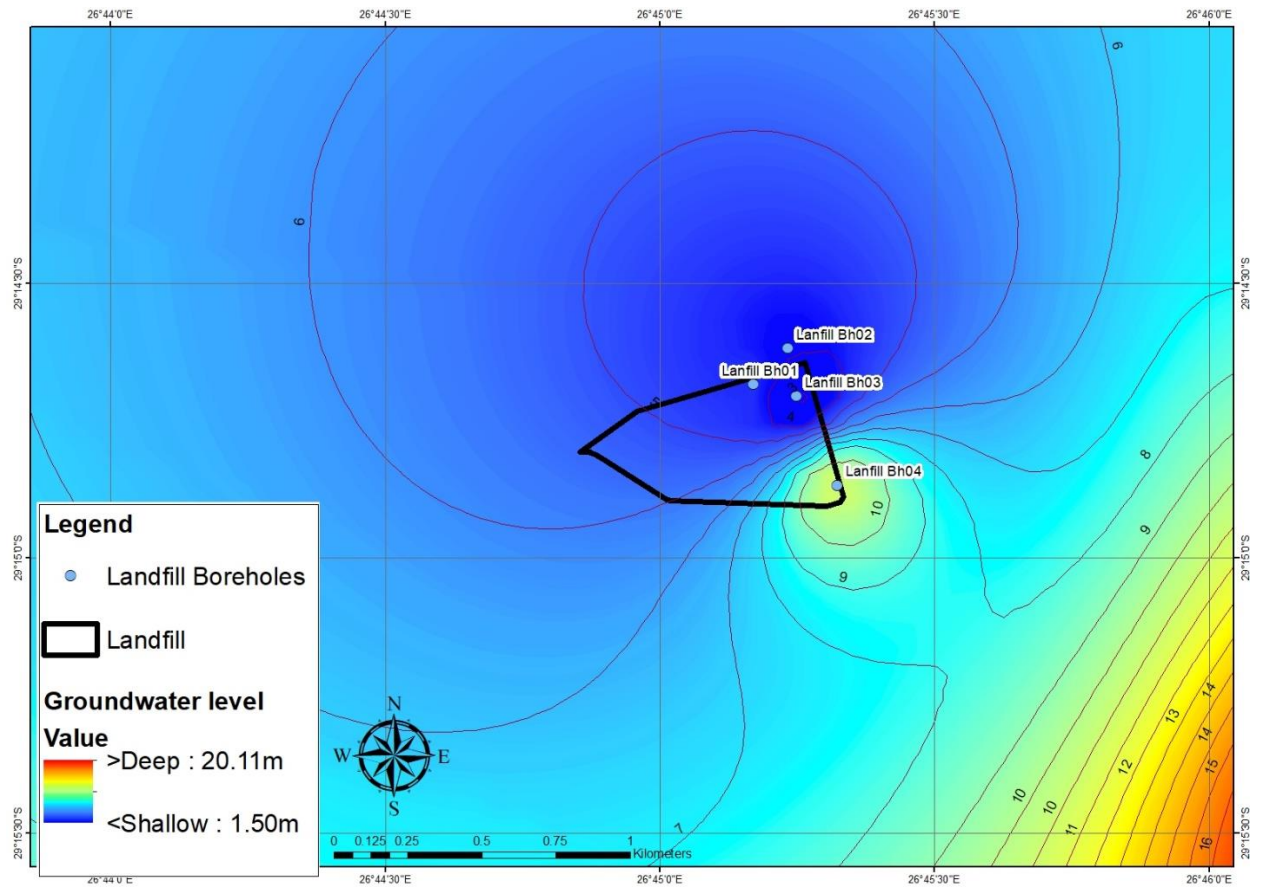 26°44'0"E 26°44'30"E 26°45'0"E 26°45'30"E 26°46'0"E
6
6
29°14'30"S 29°14'30"S
Lanfill Bh02
Lanfill Bh01
Lanfill Bh03
5
4
Lanfill Bh04
8
10
9
9
29°15'0"S 29°15'0"S
Legend
Landfill Boreholes
Landfill
Groundwater level
Value
>Deep : 20.11m
<Shallow : 1.50m
N
W E
S
14
13
14
12
15
10
10
11
7
16
0 0.125 0.25 0.5 0.75 1
Kilometers
29°15'30"S 29°15'30"S
26°44'0"E 26°44'30"E 26°45'0"E 26°45'30"E 26°46'0"E